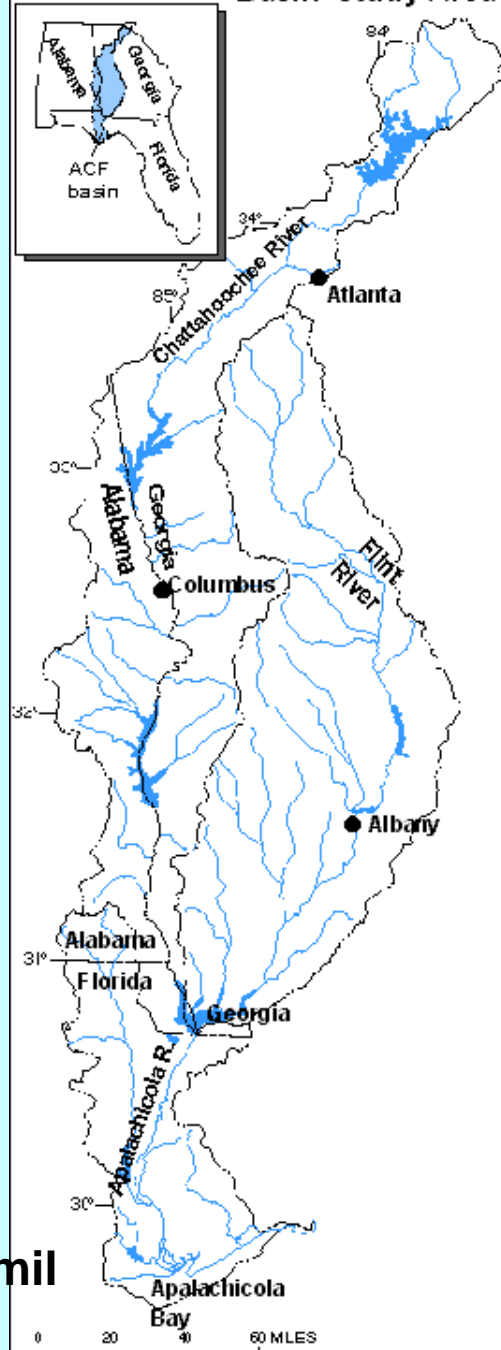 Alabama
Georgia
Florida
ACF
basin
84°
34°
Chattahoochee River
85°
Atlanta
Alabama
Georgia
Flint
River
Columbus
32°
Albany
Alabama
31°
Florida
Georgia
Apalachicola R.
30°
mil
Apalachicola
Bay
0 20 40 60 MLES